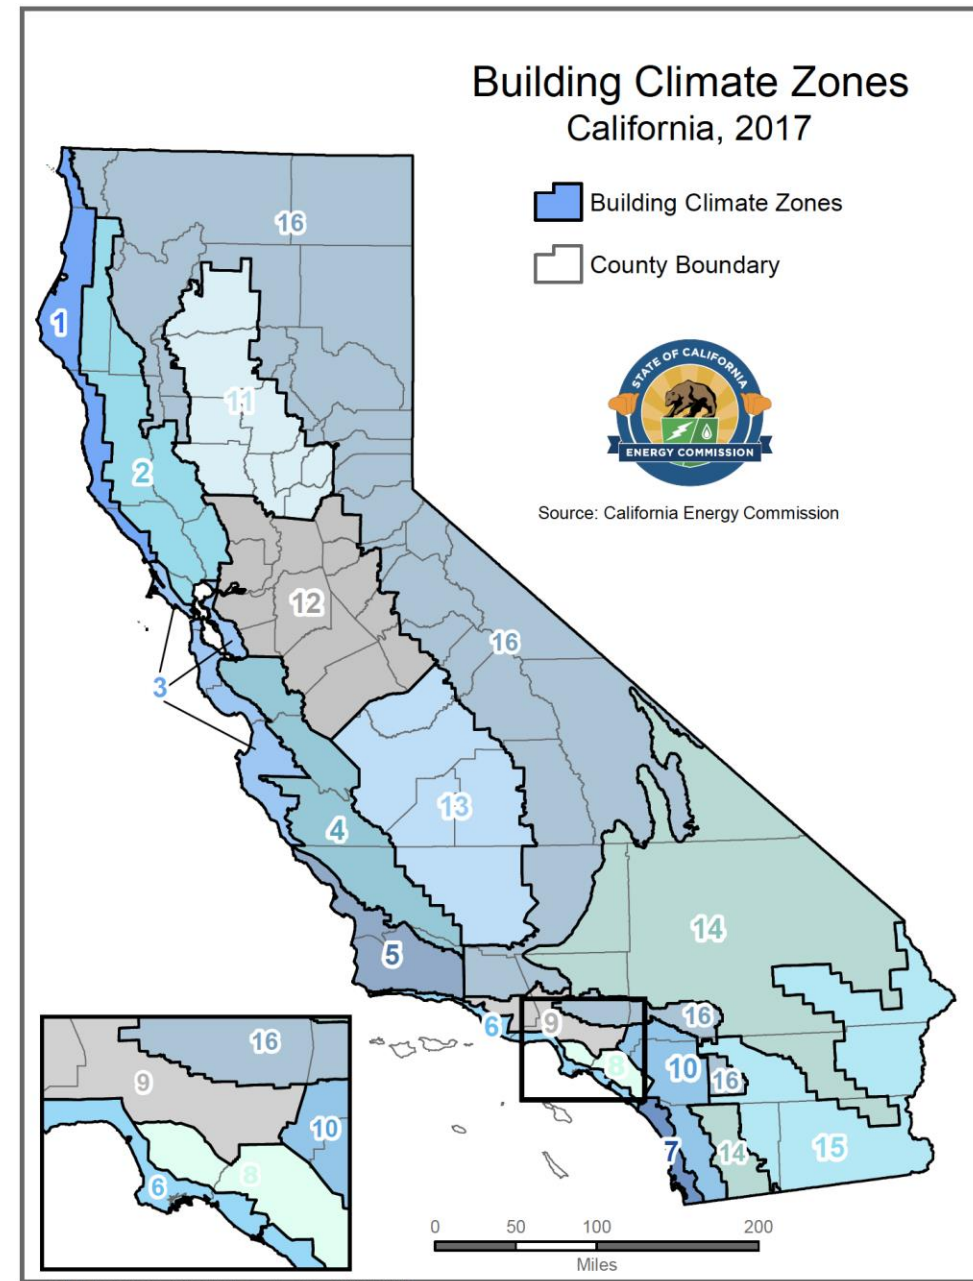 Building Climate Zones
California, 2017
Building Climate Zones
County Boundary
STATE OF CALIFORNIA
ENERGY COMMISSION
Source: California Energy Commission
16
1
11
2
12
16
3
13
4
14
5
16
6
9
8
10
16
7
14
15
16
9
10
6
8
0 50 100 200
Miles